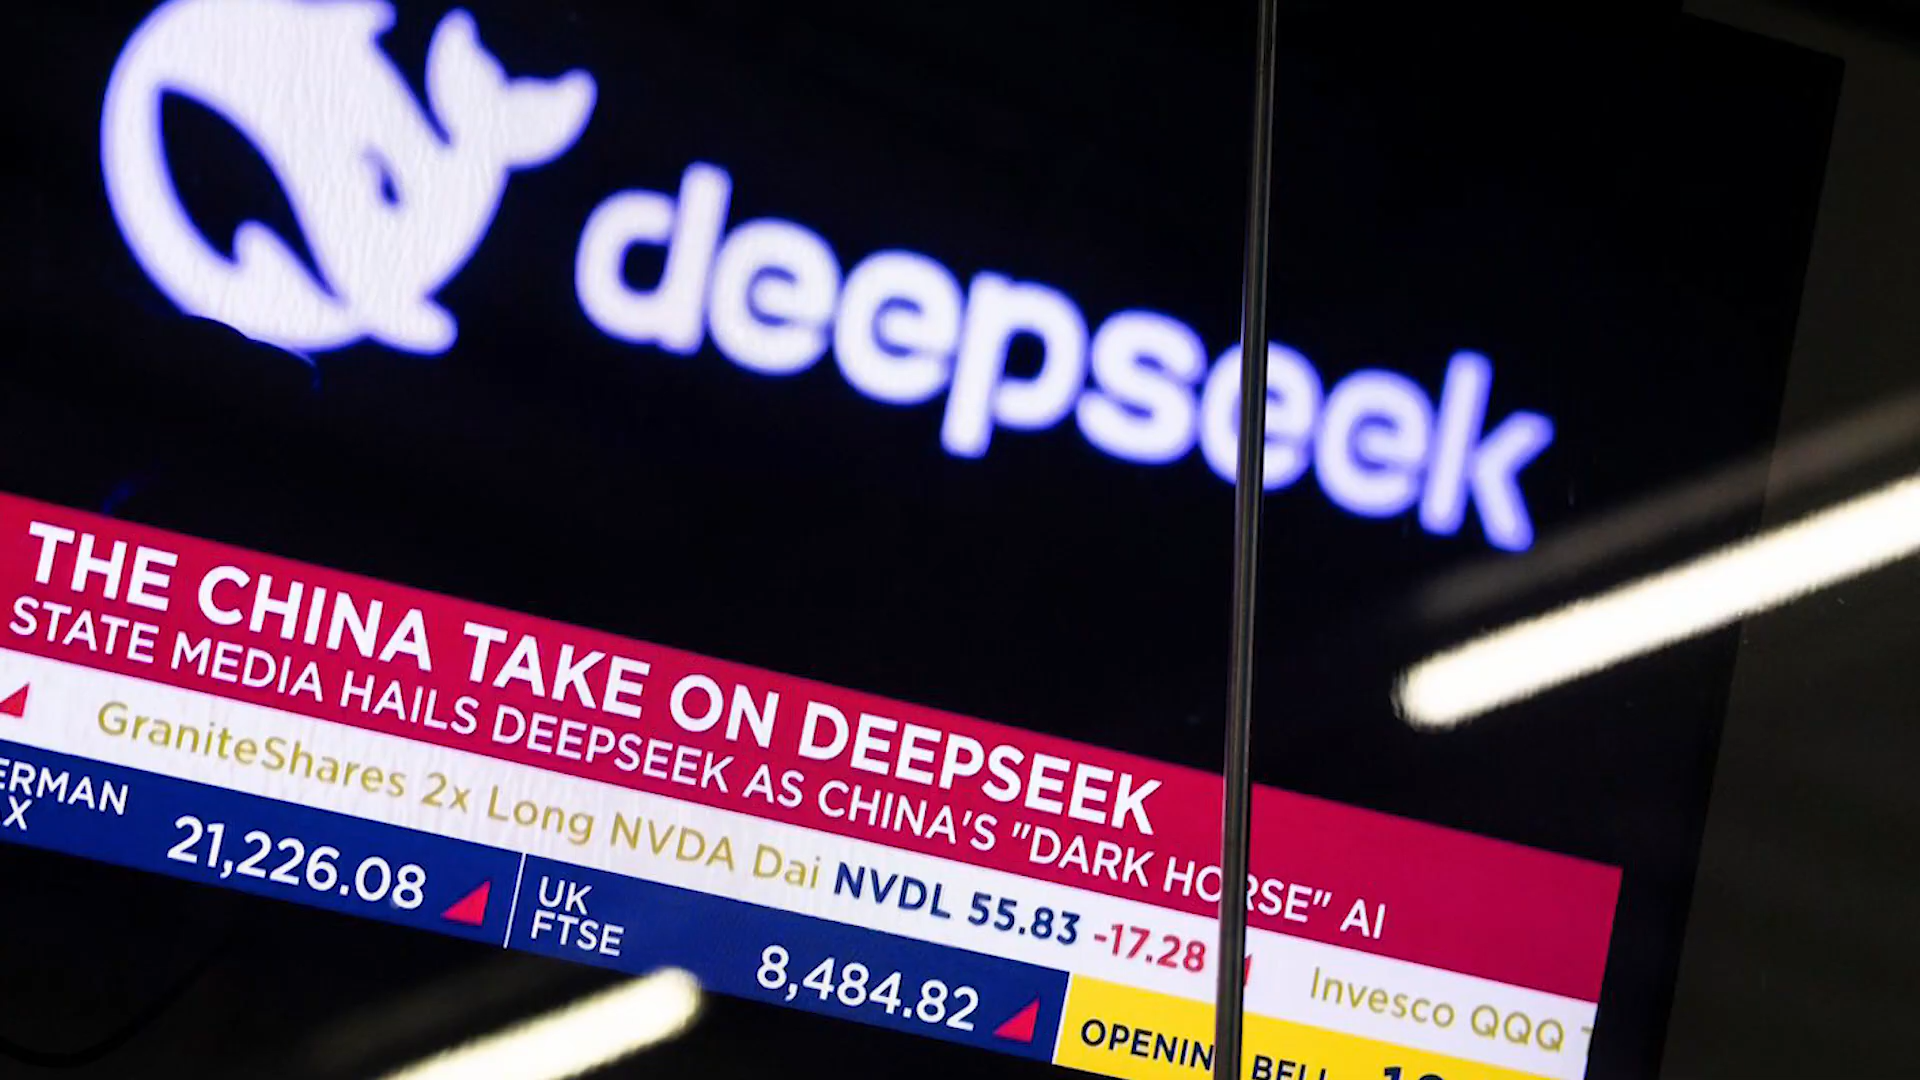 deepseek
THE CHINA TAKE ON DEEPSEEK
STATE MEDIA HAILS DEEPSEEK AS CHINA'S "DARK HORSE" AI
GraniteShares 2x Long NVDA Dai NVDL 55.83 -17.28 Invesco QQQ
ERMAN
X
21,226.08
UK
FTSE
8,484.82
OPENIN BELL